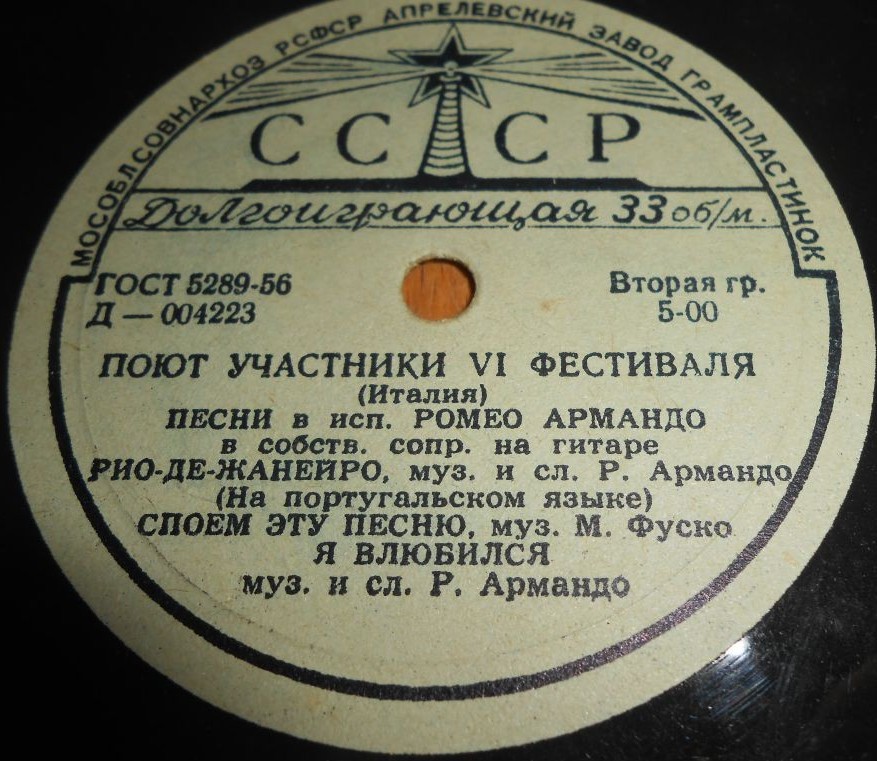 МОСОБЛСОВНАРХОЗ РСФСР АПРЕЛЕВСКИЙ ЗАВОД ГРАМПЛАСТИНОК
СССР
Долгоиграющая 33 об/м.
ГОСТ 5289-56
Д — 004223
Вторая гр.
5-00
ПОЮТ УЧАСТНИКИ VI ФЕСТИВАЛЯ
(Италия)
ПЕСНИ в исп. РОМЕО АРМАНДО
в собств. сопр. на гитаре
РИО-ДЕ-ЖАНЕЙРО, муз. и сл. Р. Армандо
(На португальском языке)
СПОЕМ ЭТУ ПЕСНЮ, муз. М. Фуско
Я ВЛЮБИЛСЯ
муз. и сл. Р. Армандо